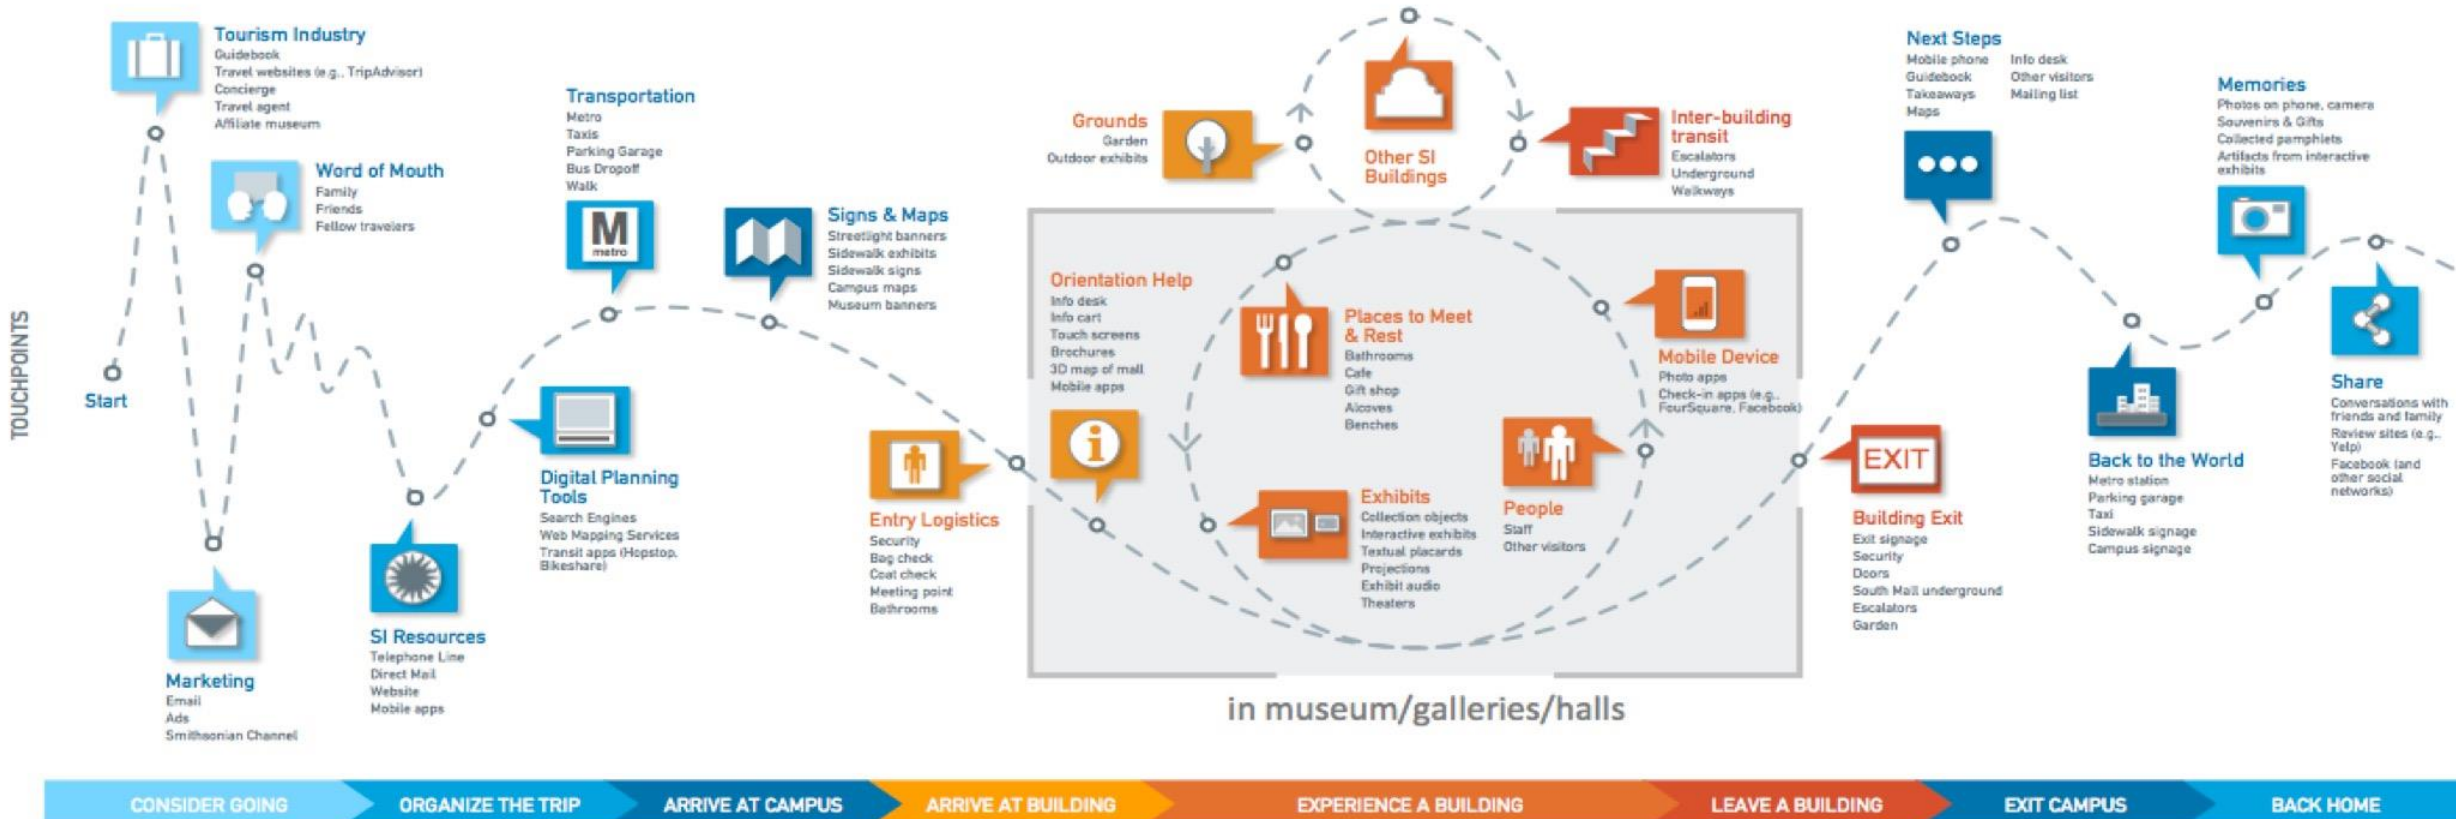 TOUCHPOINTS
Start
Tourism Industry
Guidebook
Travel websites (e.g., TripAdvisor)
Concierge
Travel agent
Affiliate museum
Word of Mouth
Family
Friends
Fellow travelers
Marketing
Email
Ads
Smithsonian Channel
SI Resources
Telephone Line
Direct Mail
Website
Mobile apps
Digital Planning
Tools
Search Engines
Web Mapping Services
Transit apps (Hopstop,
Bikeshare)
Transportation
Metro
Taxis
Parking Garage
Bus Dropoff
Walk
M
metro
Signs & Maps
Streetlight banners
Sidewalk exhibits
Sidewalk signs
Campus maps
Museum banners
Entry Logistics
Security
Bag check
Coat check
Meeting point
Bathrooms
Orientation Help
Info desk
Info cart
Touch screens
Brochures
3D map of mall
Mobile apps
i
Grounds
Garden
Outdoor exhibits
Other SI
Buildings
Inter-building
transit
Escalators
Underground
Walkways
Places to Meet
& Rest
Bathrooms
Cafe
Gift shop
Alcoves
Benches
Exhibits
Collection objects
Interactive exhibits
Textual placards
Projections
Exhibit audio
Theaters
People
Staff
Other visitors
Mobile Device
Photo apps
Check-in apps (e.g.,
FourSquare, Facebook)
in museum/galleries/halls
EXIT
Building Exit
Exit signage
Security
Doors
South Mall underground
Escalators
Garden
Next Steps
Mobile phone
Guidebook
Takeaways
Maps
Info desk
Other visitors
Mailing list
Back to the World
Metro station
Parking garage
Taxi
Sidewalk signage
Campus signage
Memories
Photos on phone, camera
Souvenirs & Gifts
Collected pamphlets
Artifacts from interactive
exhibits
Share
Conversations with
friends and family
Review sites (e.g.,
Yelp)
Facebook (and
other social
networks)
CONSIDER GOING
ORGANIZE THE TRIP
ARRIVE AT CAMPUS
ARRIVE AT BUILDING
EXPERIENCE A BUILDING
LEAVE A BUILDING
EXIT CAMPUS
BACK HOME